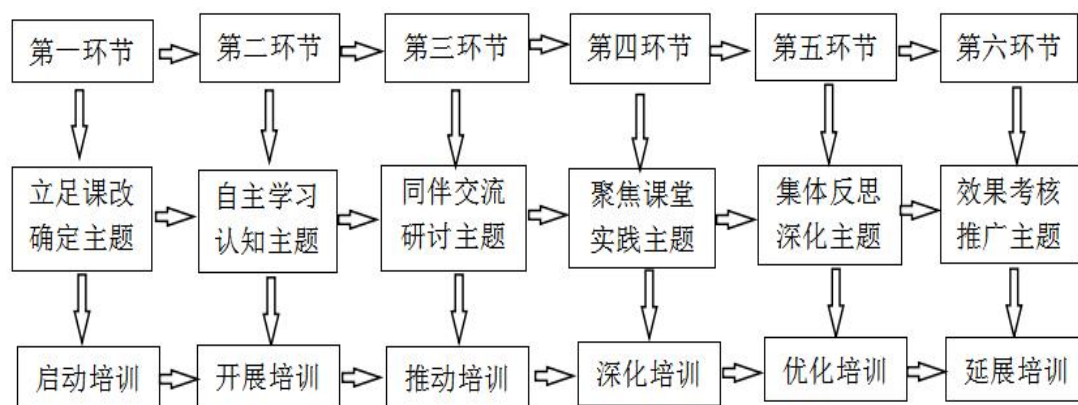 第一环节
第二环节
第三环节
第四环节
第五环节
第六环节
立足课改
确定主题
自主学习
认知主题
同伴交流
研讨主题
聚焦课堂
实践主题
集体反思
深化主题
效果考核
推广主题
启动培训
开展培训
推动培训
深化培训
优化培训
延展培训